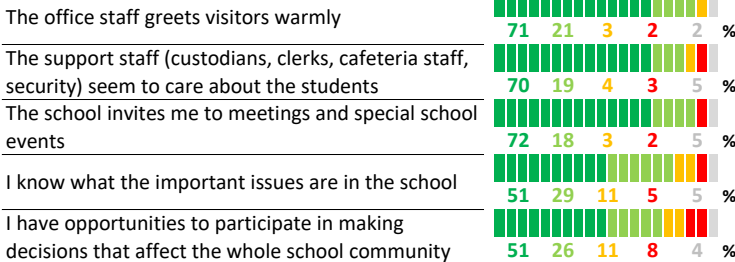 The office staff greets visitors warmly
71 21 3 2 2 %
The support staff (custodians, clerks, cafeteria staff,
security) seem to care about the students
70 19 4 3 5 %
The school invites me to meetings and special school
events
72 18 3 2 5 %
I know what the important issues are in the school
51 29 11 5 5 %
I have opportunities to participate in making
decisions that affect the whole school community
51 26 11 8 4 %